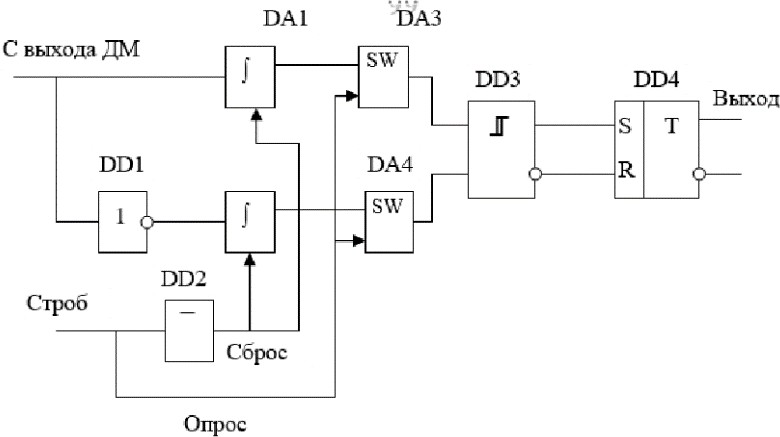 DA1
DA3
С выхода ДМ
∫
SW
DD3
DD4
Выход
S
T
R
DD1
DA4
1
∫
SW
DD2
Строб
Сброс
Опрос